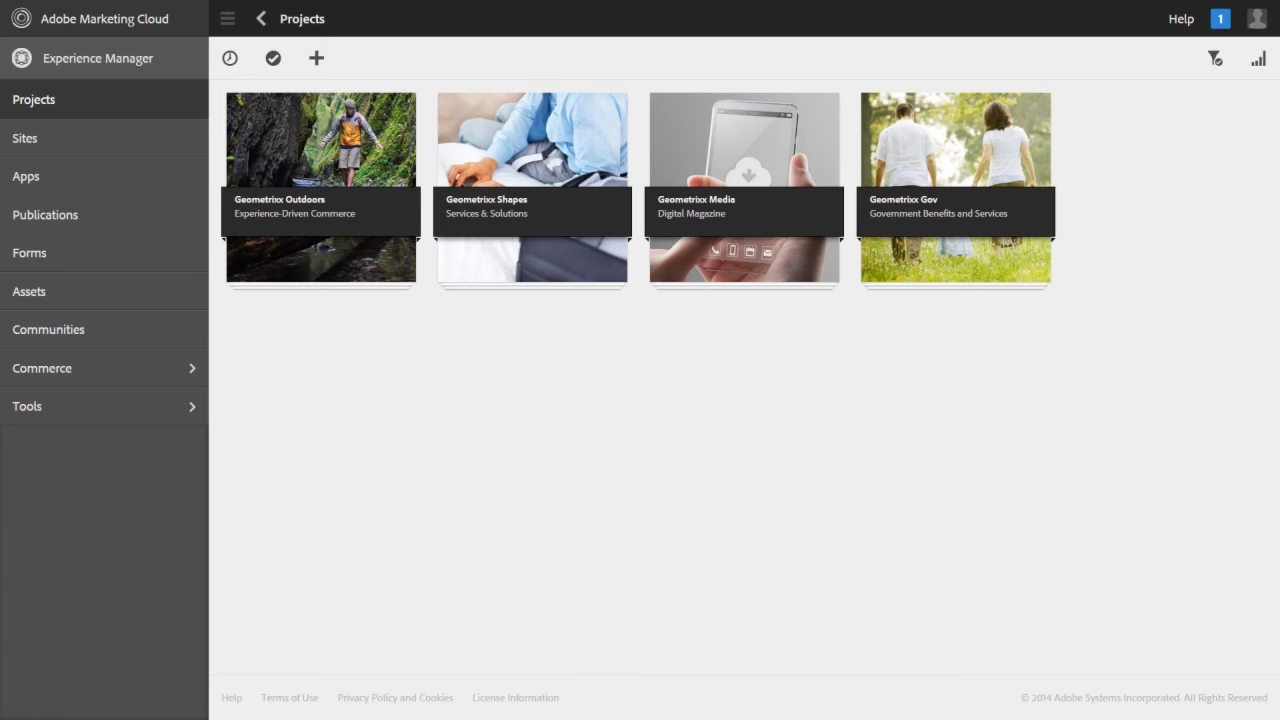 Adobe Marketing Cloud
Projects
Help
1
Experience Manager
Projects
Sites
Apps
Publications
Forms
Assets
Communities
Commerce
Tools
Geometrixx Outdoors
Experience-Driven Commerce
Geometrixx Shapes
Services & Solutions
Geometrixx Media
Digital Magazine
Geometrixx Gov
Government Benefits and Services
Help
Terms of Use
Privacy Policy and Cookies
License Information
© 2014 Adobe Systems Incorporated. All Rights Reserved